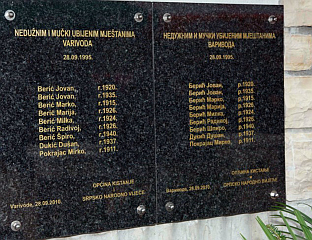 NEDUŽNIM I MUČKI UBIJENIM MJEŠTANIMA
VARIVODA
28.09.1995.
Berić Jovan, r.1920.
Berić Jovan, r.1935.
Berić Marko, r.1915.
Berić Marija, r.1926.
Berić Milka, r.1924.
Berić Radivoj, r.1926.
Berić Špiro, r.1940.
Dukić Dušan, r.1937.
Pokrajac Mirko, r.1911.
OPĆINA KISTANJE
SRPSKO NARODNO VIJEĆE
Varivode, 28.09.2010.
НЕДУЖНИМ И МУЧКИ УБИЈЕНИМ МЈЕШТАНИМА
ВАРИВОДА
28.09.1995.
Берић Јован, р.1920.
Берић Јован, р.1935.
Берић Марко, р.1915.
Берић Марија, р.1926.
Берић Милка, р.1924.
Берић Радивој, р.1926.
Берић Шпиро, р.1940.
Дукић Душан, р.1937.
Покрајац Мирко, р.1911.
ОПЋИНА КИСТАЊЕ
СРПСКО НАРОДНО ВИЈЕЋЕ
Вариводе, 28.09.2010.